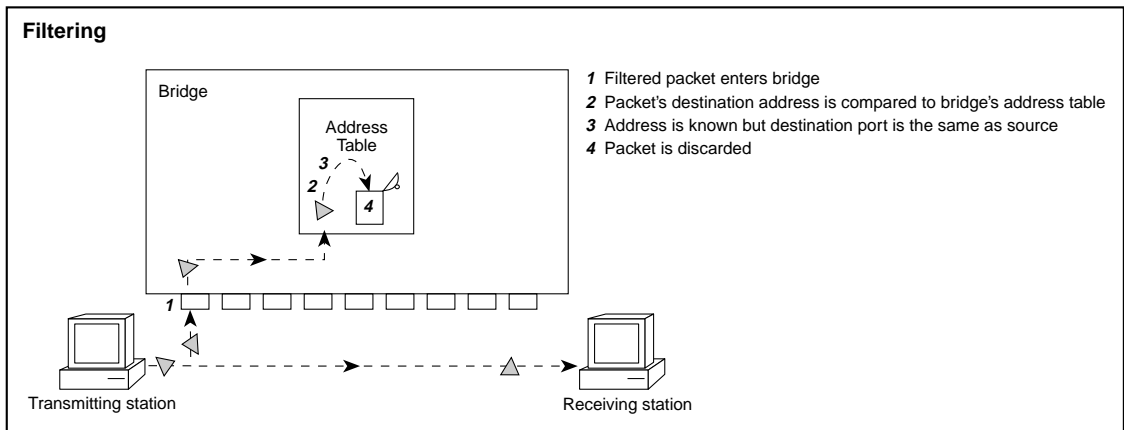 Filtering
Bridge
Address
Table
3
2
4
1
Transmitting station
Receiving station
1 Filtered packet enters bridge
2 Packet's destination address is compared to bridge's address table
3 Address is known but destination port is the same as source
4 Packet is discarded